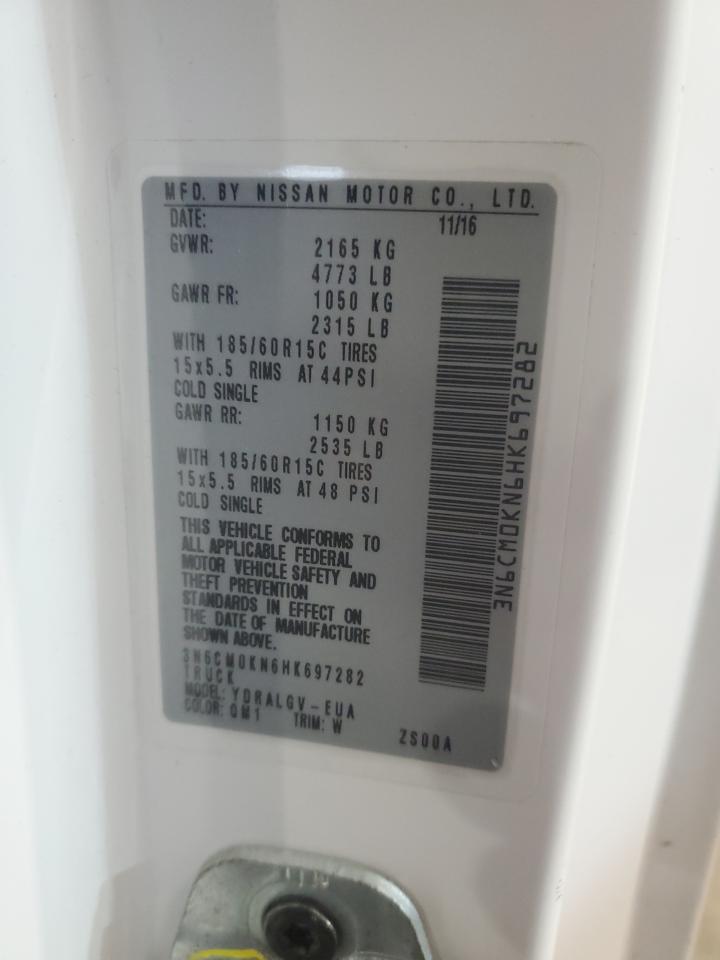 MFD. BY NISSAN MOTOR CO., LTD.
DATE: 11/16
GVWR: 2165 KG
4773 LB
GAWR FR: 1050 KG
2315 LB
WITH 185/60R15C TIRES
15x5.5 RIMS AT 44PSI
COLD SINGLE
GAWR RR: 1150 KG
2535 LB
WITH 185/60R15C TIRES
15x5.5 RIMS AT 48 PSI
COLD SINGLE
THIS VEHICLE CONFORMS TO
ALL APPLICABLE FEDERAL
MOTOR VEHICLE SAFETY AND
THEFT PREVENTION
STANDARDS IN EFFECT ON
THE DATE OF MANUFACTURE
SHOWN ABOVE.
3N6CM0KN6HK697282
TRUCK
MODEL: YDRALGV-EUA
COLOR: QM1 TRIM: W ZS00A
3N6CM0KN6HK697282